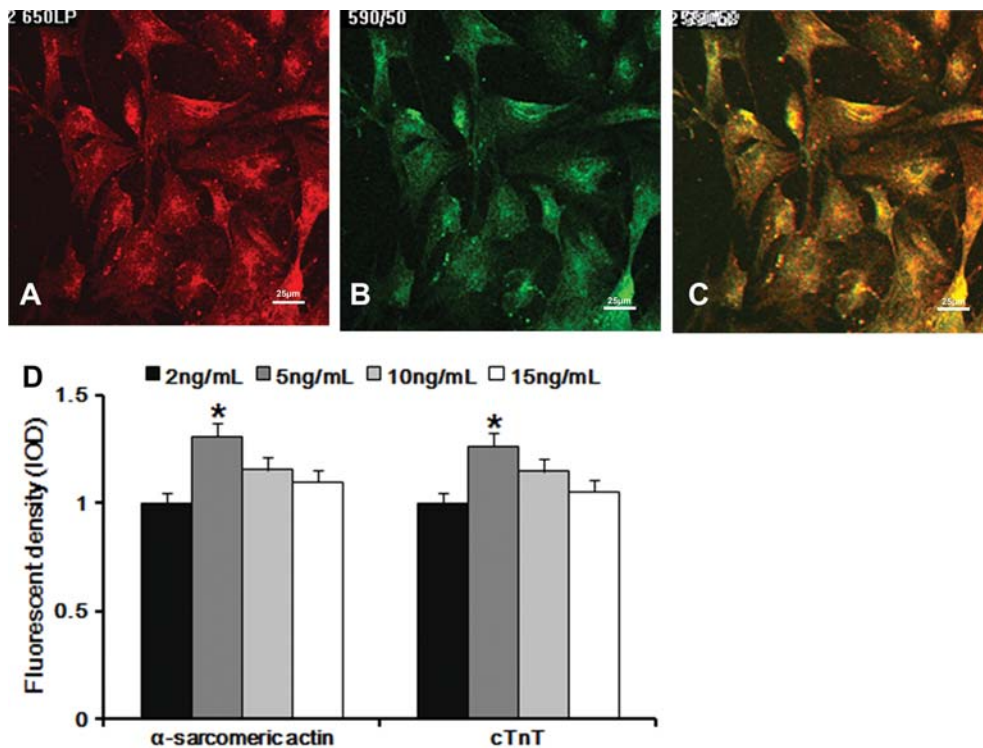 2 650LP
590/50
A
25μm
B
25μm
C
25μm
D
2ng/mL 5ng/mL 10ng/mL 15ng/mL
Fluorescent density (IOD)
1.5
*
*
1
0.5
0
α-sarcomeric actin
cTnT